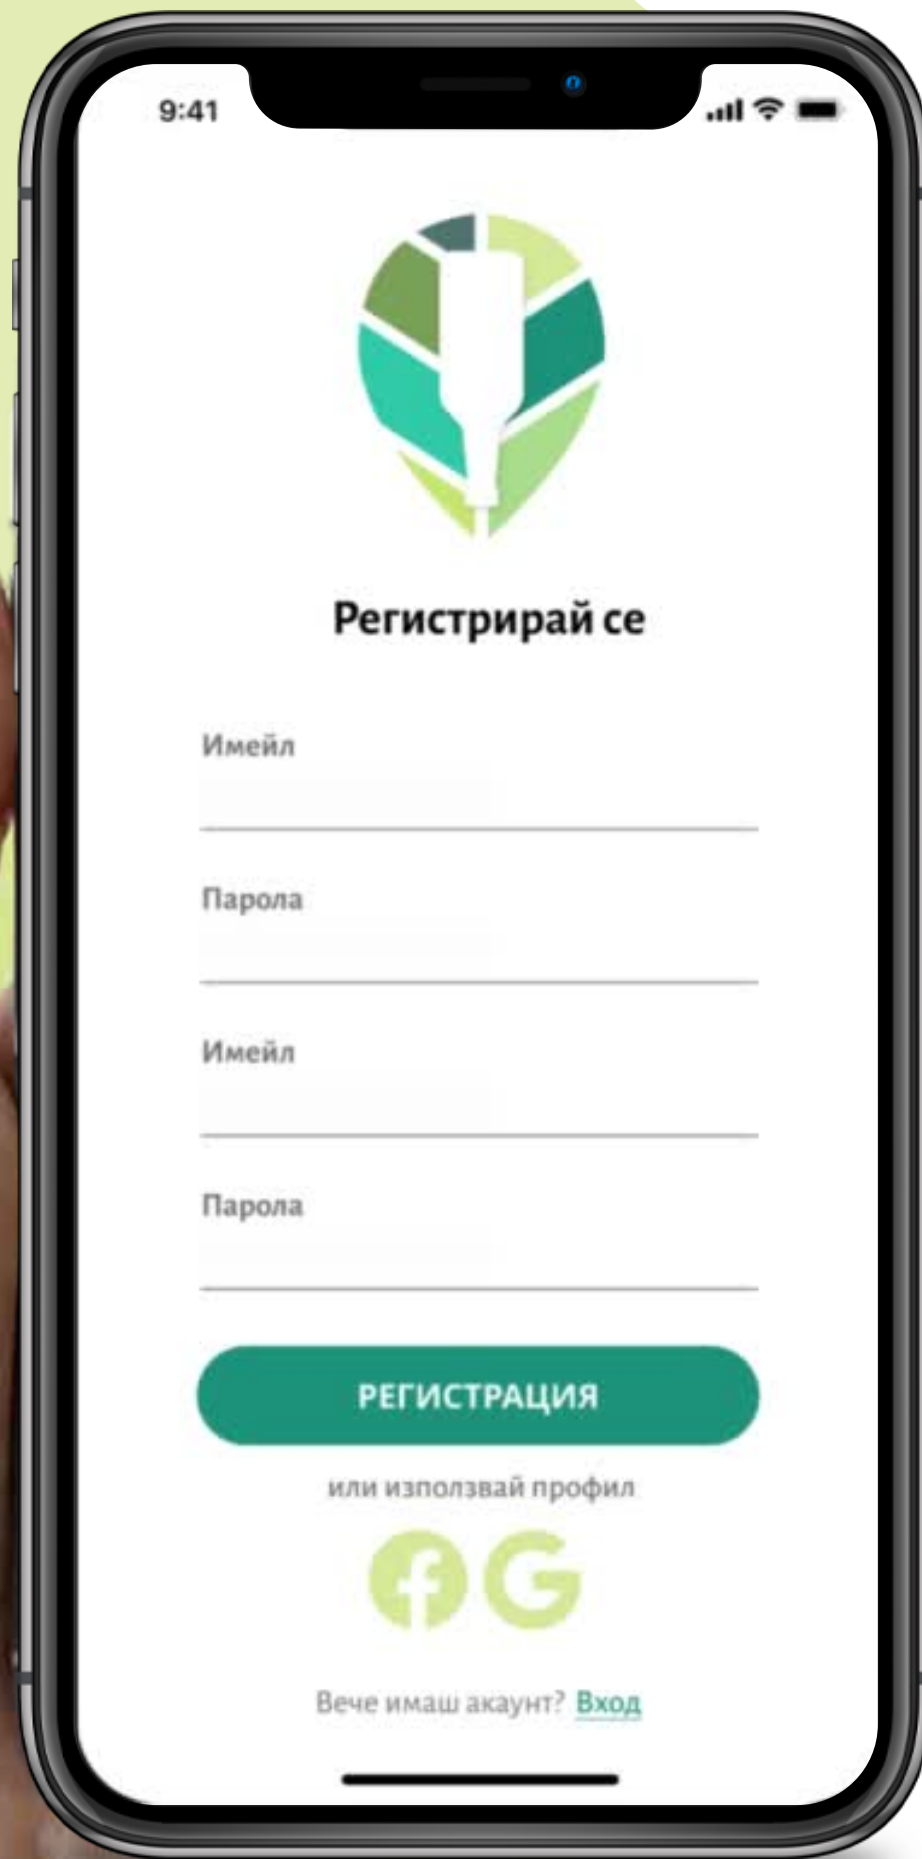 9:41
Регистрирай се
Имейл
Парола
Имейл
Парола
РЕГИСТРАЦИЯ
или използвай профил
Вече имаш акаунт? Вход